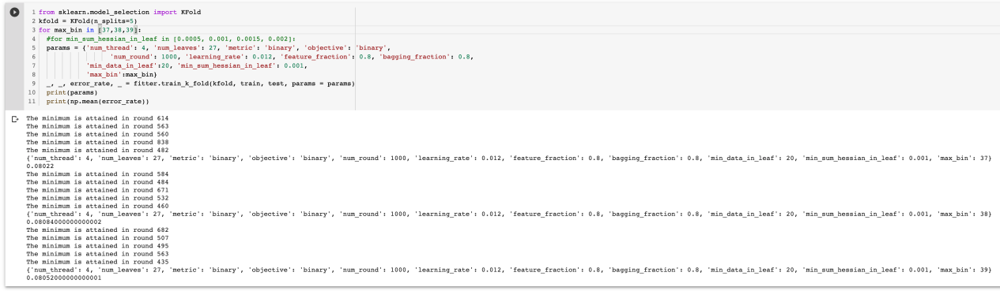 1 from sklearn.model_selection import KFold
2 kfold = KFold(n_splits=5)
3 for max_bin in [37,38,39]:
4 #for min_sum_hessian_in_leaf in [0.0005, 0.001, 0.0015, 0.002]:
5 params = {'num_thread': 4, 'num_leaves': 27, 'metric': 'binary', 'objective': 'binary',
6 'num_round': 1000, 'learning_rate': 0.012, 'feature_fraction': 0.8, 'bagging_fraction': 0.8,
7 'min_data_in_leaf':20, 'min_sum_hessian_in_leaf': 0.001,
8 'max_bin':max_bin}
9 _, _, error_rate, _ = fitter.train_k_fold(kfold, train, test, params = params)
10 print(params)
11 print(np.mean(error_rate))
The minimum is attained in round 614
The minimum is attained in round 563
The minimum is attained in round 560
The minimum is attained in round 838
The minimum is attained in round 482
{'num_thread': 4, 'num_leaves': 27, 'metric': 'binary', 'objective': 'binary', 'num_round': 1000, 'learning_rate': 0.012, 'feature_fraction': 0.8, 'bagging_fraction': 0.8, 'min_data_in_leaf': 20, 'min_sum_hessian_in_leaf': 0.001, 'max_bin': 37}
0.08022
The minimum is attained in round 584
The minimum is attained in round 484
The minimum is attained in round 671
The minimum is attained in round 532
The minimum is attained in round 460
{'num_thread': 4, 'num_leaves': 27, 'metric': 'binary', 'objective': 'binary', 'num_round': 1000, 'learning_rate': 0.012, 'feature_fraction': 0.8, 'bagging_fraction': 0.8, 'min_data_in_leaf': 20, 'min_sum_hessian_in_leaf': 0.001, 'max_bin': 38}
0.08084000000000002
The minimum is attained in round 682
The minimum is attained in round 507
The minimum is attained in round 495
The minimum is attained in round 563
The minimum is attained in round 435
{'num_thread': 4, 'num_leaves': 27, 'metric': 'binary', 'objective': 'binary', 'num_round': 1000, 'learning_rate': 0.012, 'feature_fraction': 0.8, 'bagging_fraction': 0.8, 'min_data_in_leaf': 20, 'min_sum_hessian_in_leaf': 0.001, 'max_bin': 39}
0.08052000000000001